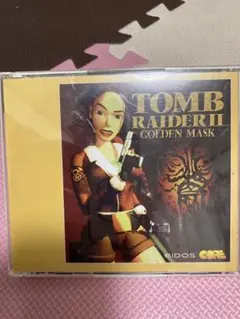 TOMB
RAIDER II
GOLDEN MASK
EIDOS CORE